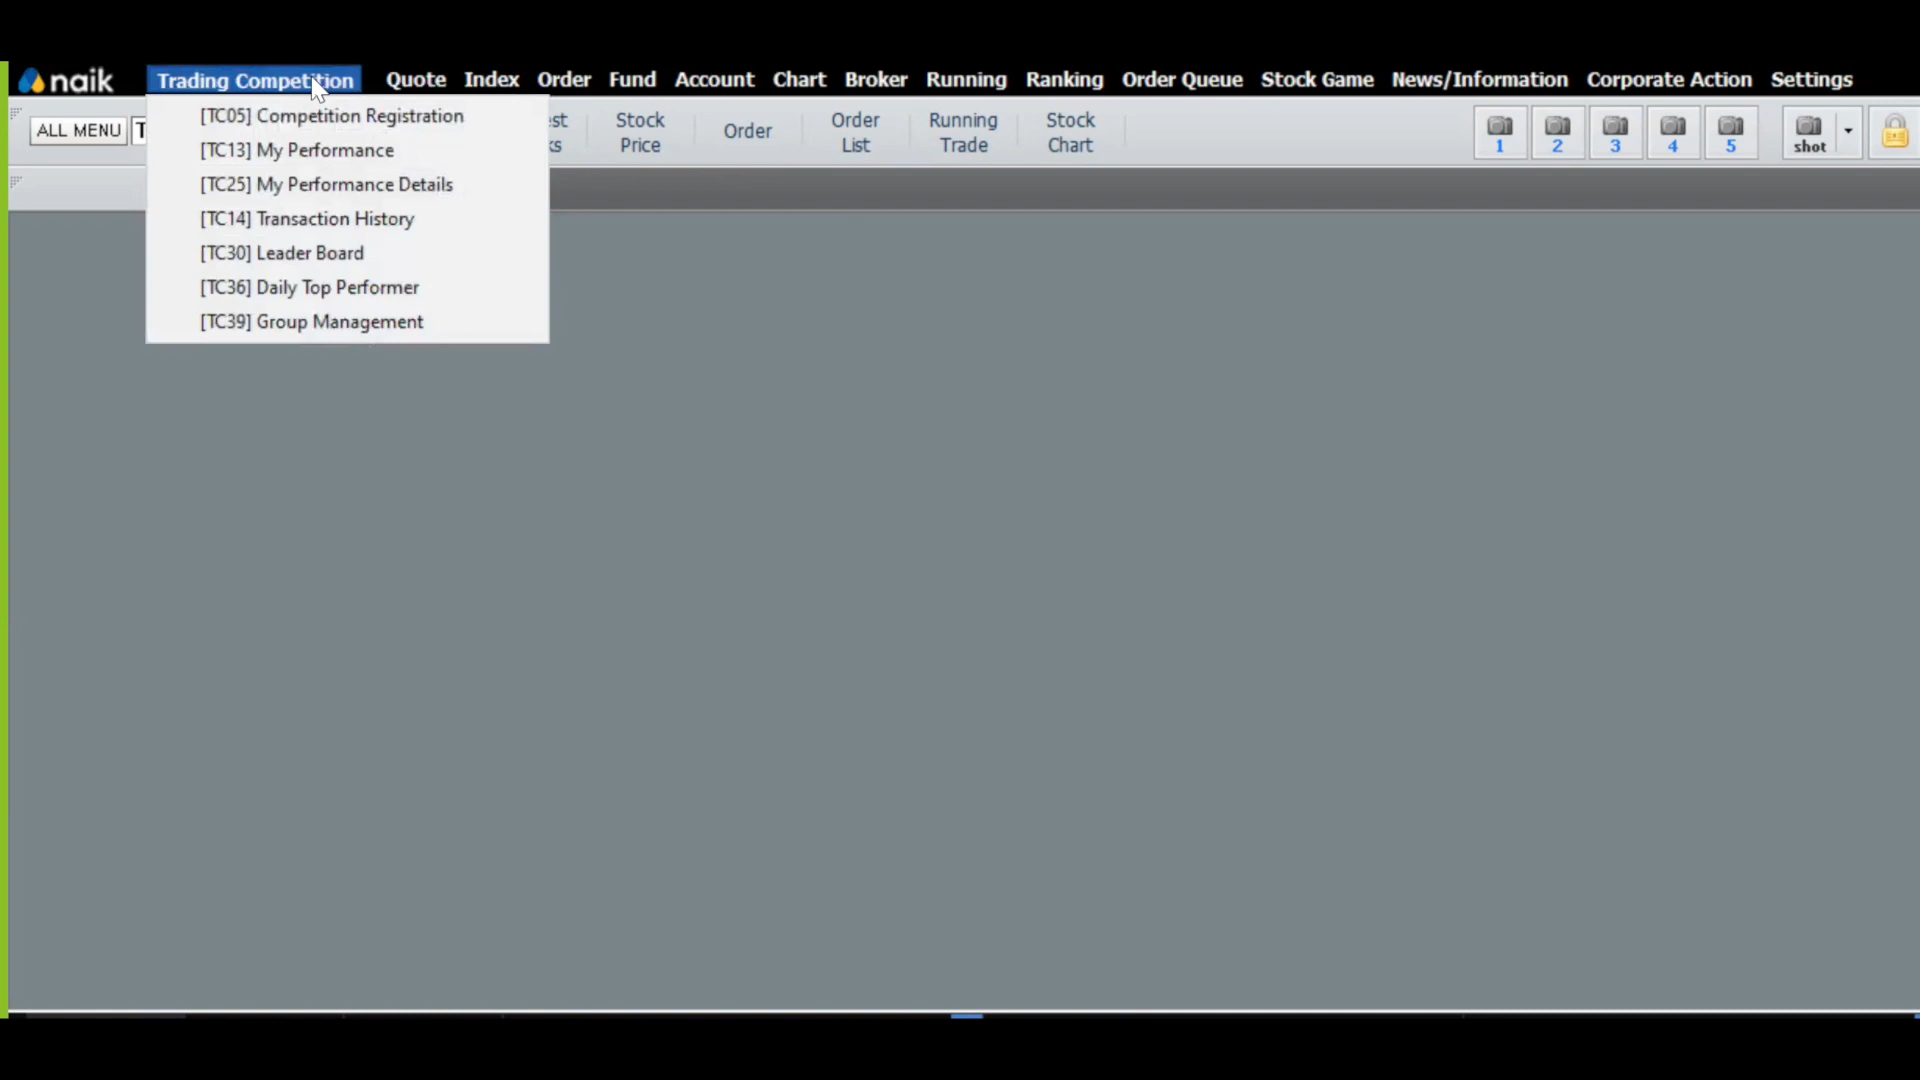 naik Trading Competition Quote Index Order Fund Account Chart Broker Running Ranking Order Queue Stock Game News/Information Corporate Action Settings
ALL MENU
[TC05] Competition Registration
[TC13] My Performance
[TC25] My Performance Details
[TC14] Transaction History
[TC30] Leader Board
[TC36] Daily Top Performer
[TC39] Group Management
Stock
Price
Order
Order
List
Running
Trade
Stock
Chart
1
2
3
4
5
shot